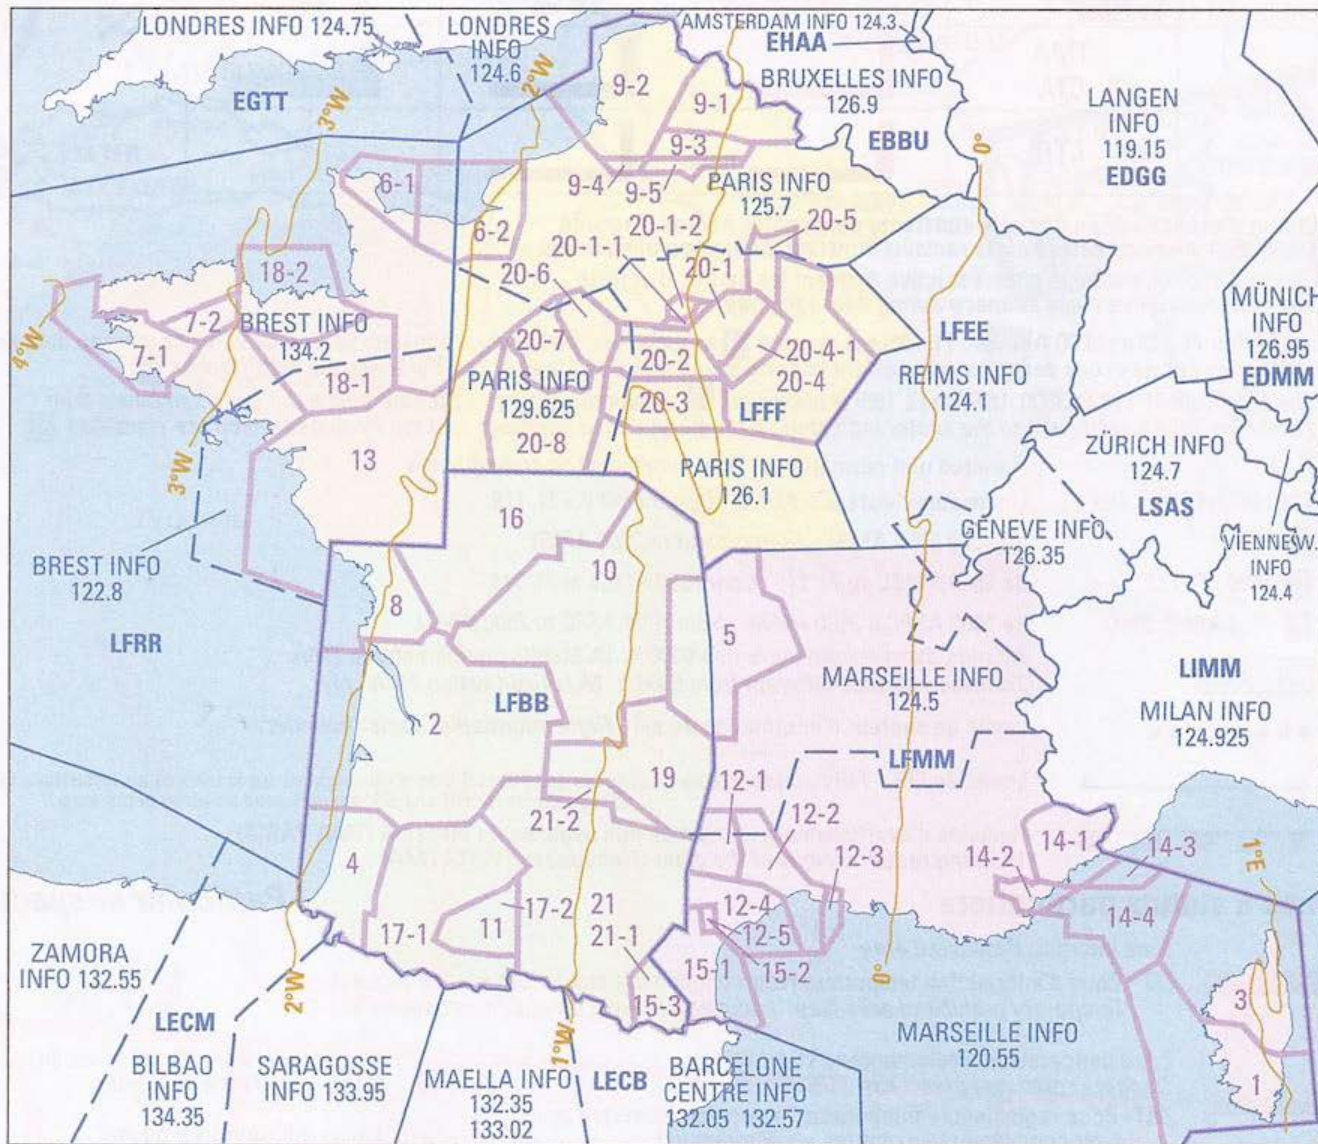 LONDRES INFO 124.75
LONDRES
INFO
124.6
AMSTERDAM INFO 124.3
EHAA
BRUXELLES INFO
126.9
EBBU
LANGEN
INFO
119.15
EDGG
EGTT
3°W
2°W
0°
9-2
9-1
9-3
9-4
9-5
6-1
6-2
PARIS INFO
125.7
20-1-2
20-5
20-1-1
20-6
20-1
18-2
4°W
7-2
7-1
BREST INFO
134.2
18-1
20-7
20-2
20-4-1
20-4
PARIS INFO
129.625
20-8
20-3
LFFF
LFEE
REIMS INFO
124.1
MÜNICH
INFO
126.95
EDMM
ZÜRICH INFO
124.7
LSAS
3°W
13
PARIS INFO
126.1
16
10
GENEVE INFO
126.35
VIENNE W.
INFO
124.4
BREST INFO
122.8
8
5
LFRR
2
LFBB
MARSEILLE INFO
124.5
LFMM
LIMM
MILAN INFO
124.925
19
12-1
12-2
21-2
12-3
14-2
14-1
14-3
1°E
4
17-1
11
17-2
21
21-1
12-4
12-5
15-1
15-2
15-3
14-4
0°
3
1
ZAMORA
INFO 132.55
2°W
1°W
LECM
BILBAO
INFO
134.35
SARAGOSSE
INFO 133.95
MAELLA INFO
132.35
133.02
LECB
BARCELONE
CENTRE INFO
132.05 132.57
MARSEILLE INFO
120.55